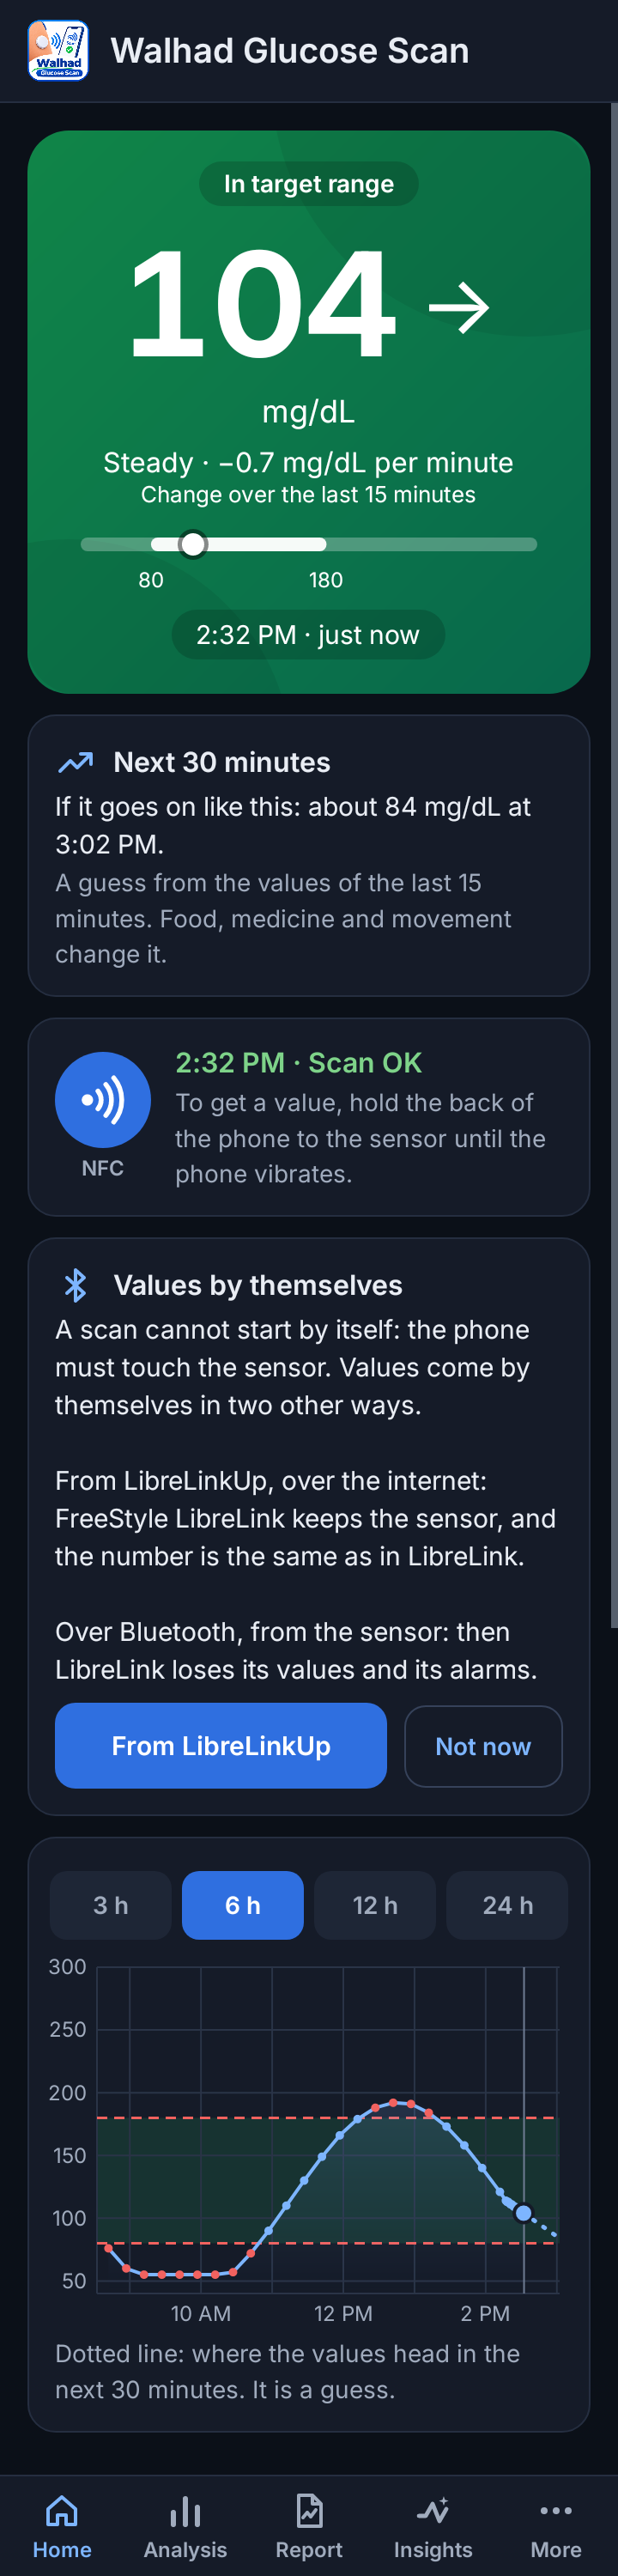 Walhad
Glucose Scan
Walhad Glucose Scan
In target range
104 →
mg/dL
Steady · −0.7 mg/dL per minute
Change over the last 15 minutes
80 180
2:32 PM · just now
Next 30 minutes
If it goes on like this: about 84 mg/dL at
3:02 PM.
A guess from the values of the last 15
minutes. Food, medicine and movement
change it.
2:32 PM · Scan OK
To get a value, hold the back of
the phone to the sensor until the
phone vibrates.
NFC
Values by themselves
A scan cannot start by itself: the phone
must touch the sensor. Values come by
themselves in two other ways.
From LibreLinkUp, over the internet:
FreeStyle LibreLink keeps the sensor, and
the number is the same as in LibreLink.
Over Bluetooth, from the sensor: then
LibreLink loses its values and its alarms.
From LibreLinkUp Not now
3 h 6 h 12 h 24 h
300
250
200
150
100
50
10 AM 12 PM 2 PM
Dotted line: where the values head in the
next 30 minutes. It is a guess.
Home Analysis Report Insights More